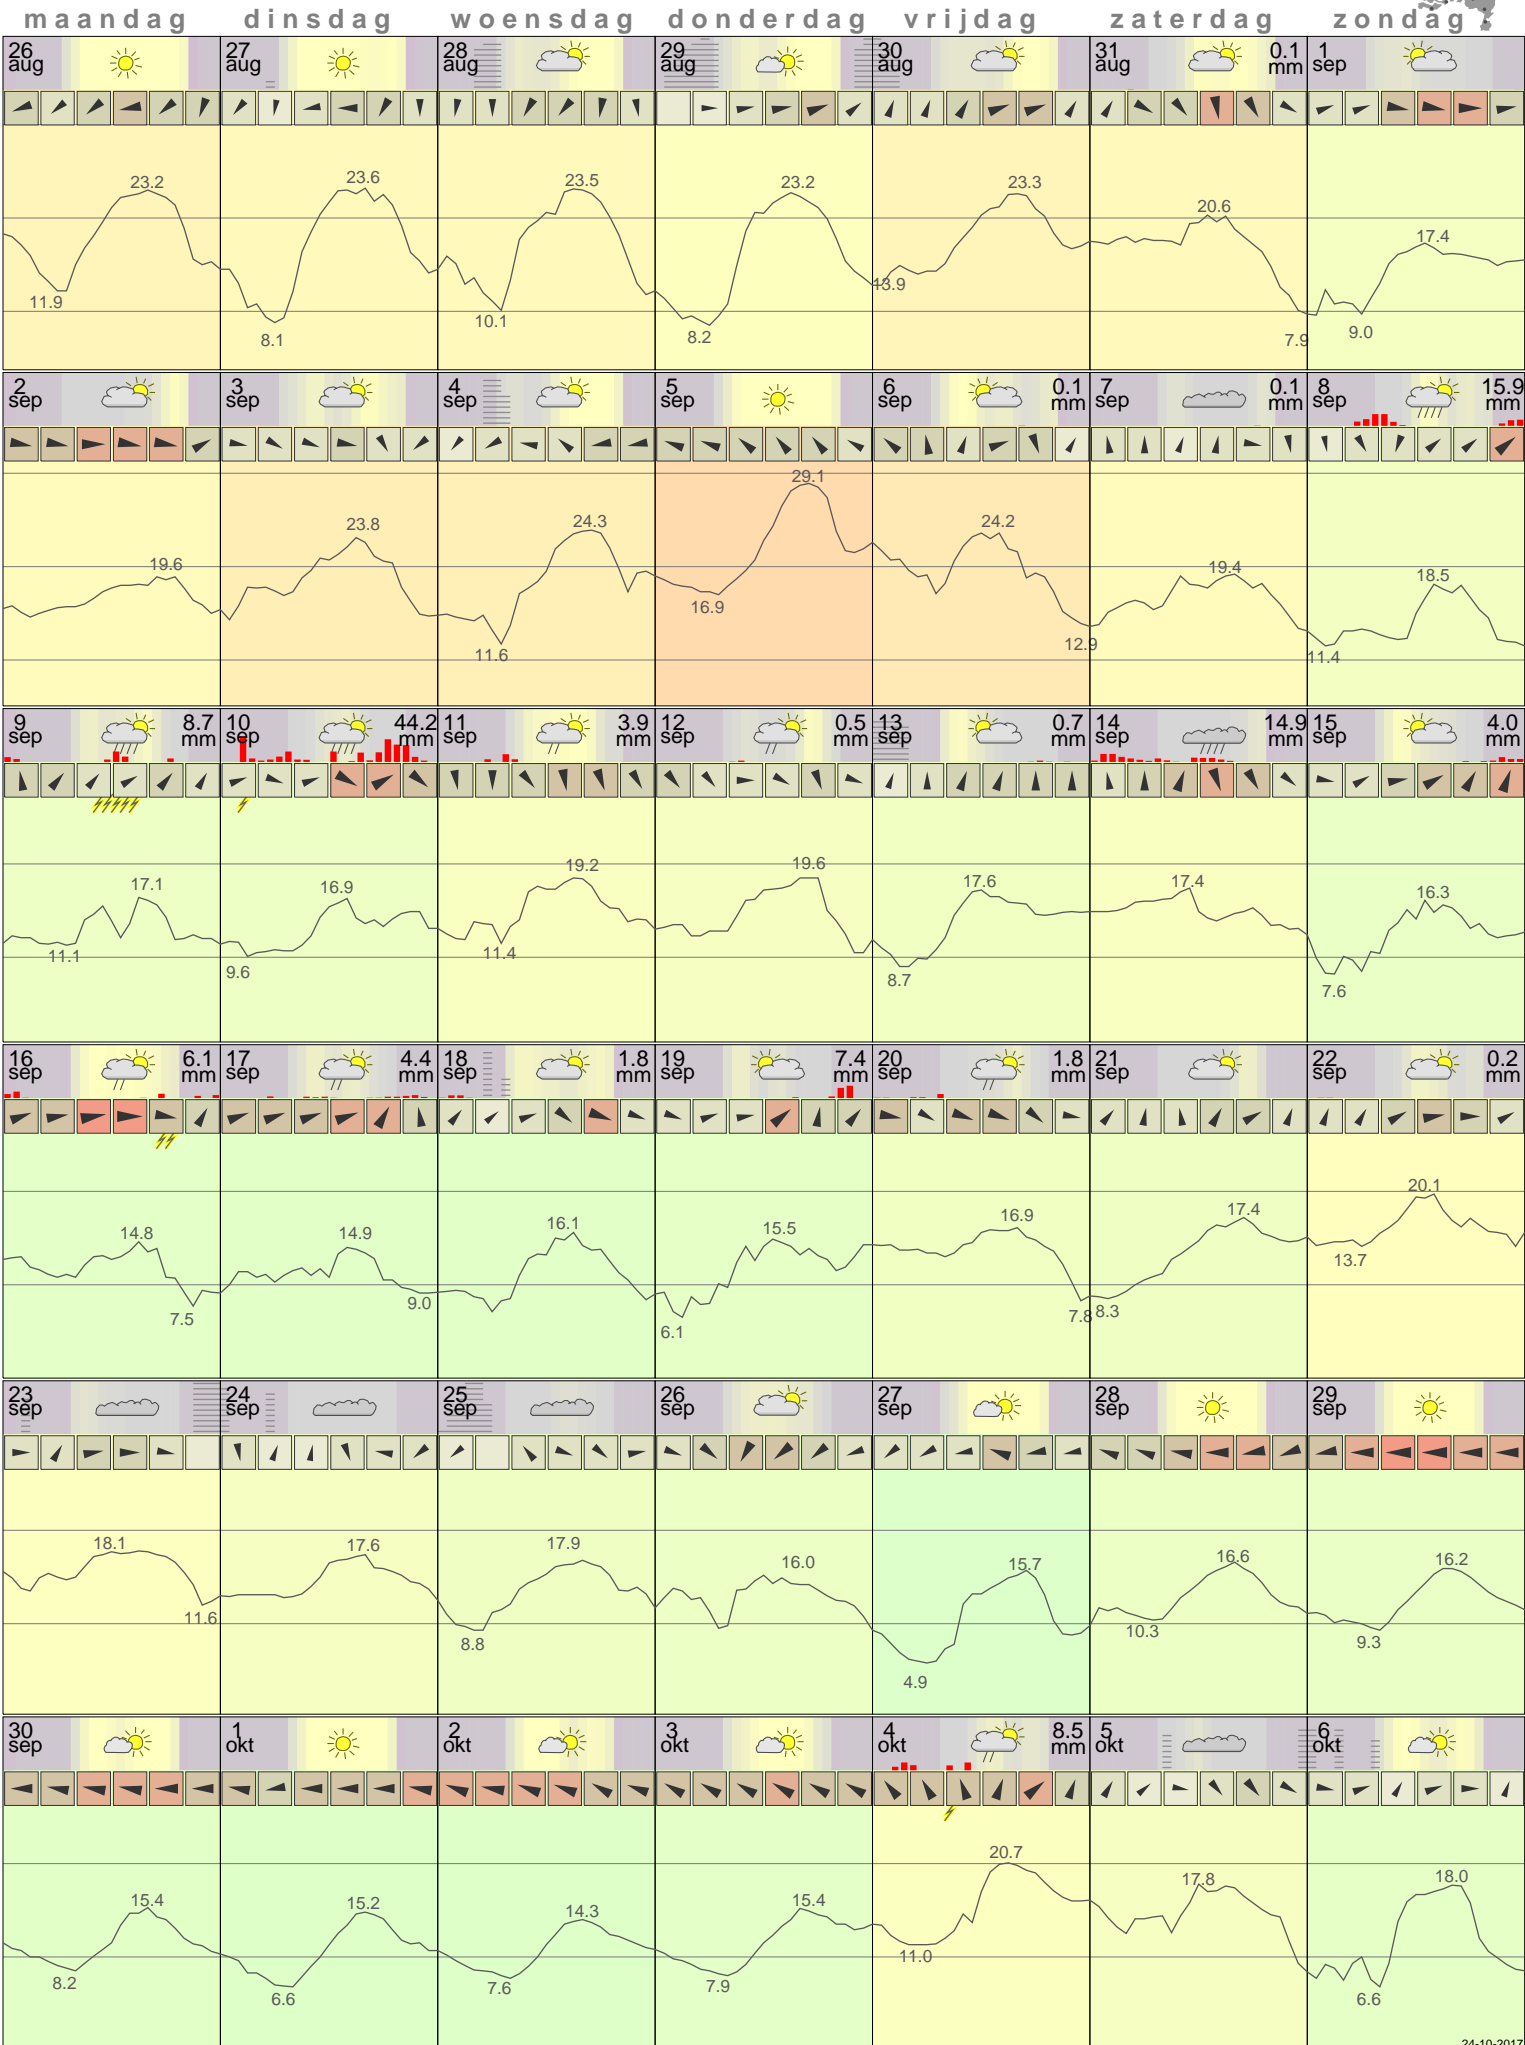 maandag dinsdag woensdag donderdag vrijdag zaterdag zondag
26 27 28 29 30 31 0.1 1
aug aug aug aug aug aug mm sep
23.2 23.6 23.5 23.2 23.3 20.6 17.4
11.9 8.1 10.1 8.2 13.9 7.9 9.0
2 3 4 5 6 0.1 7 0.1 8 15.9
sep sep sep sep sep mm sep mm sep mm
19.6 23.8 24.3 29.1 24.2 19.4 18.5
11.6 16.9 12.9 11.4
9 8.7 10 44.2 11 3.9 12 0.5 13 0.7 14 14.9 15 4.0
sep mm sep mm sep mm sep mm sep mm sep mm sep mm
17.1 16.9 19.2 19.6 17.6 17.4 16.3
11.1 9.6 11.4 8.7 7.6
16 6.1 17 4.4 18 1.8 19 7.4 20 1.8 21 22 0.2
sep mm sep mm sep mm sep mm sep mm sep sep mm
14.8 14.9 16.1 15.5 16.9 17.4 20.1
7.5 9.0 6.1 7.8 8.3 13.7
23 24 25 26 27 28 29
sep sep sep sep sep sep sep
18.1 17.6 17.9 16.0 15.7 16.6 16.2
11.6 8.8 4.9 10.3 9.3
30 1 2 3 4 8.5 5 6
sep okt okt okt okt mm okt okt
15.4 15.2 14.3 15.4 20.7 17.8 18.0
8.2 6.6 7.6 7.9 11.0 6.6
24-10-2017